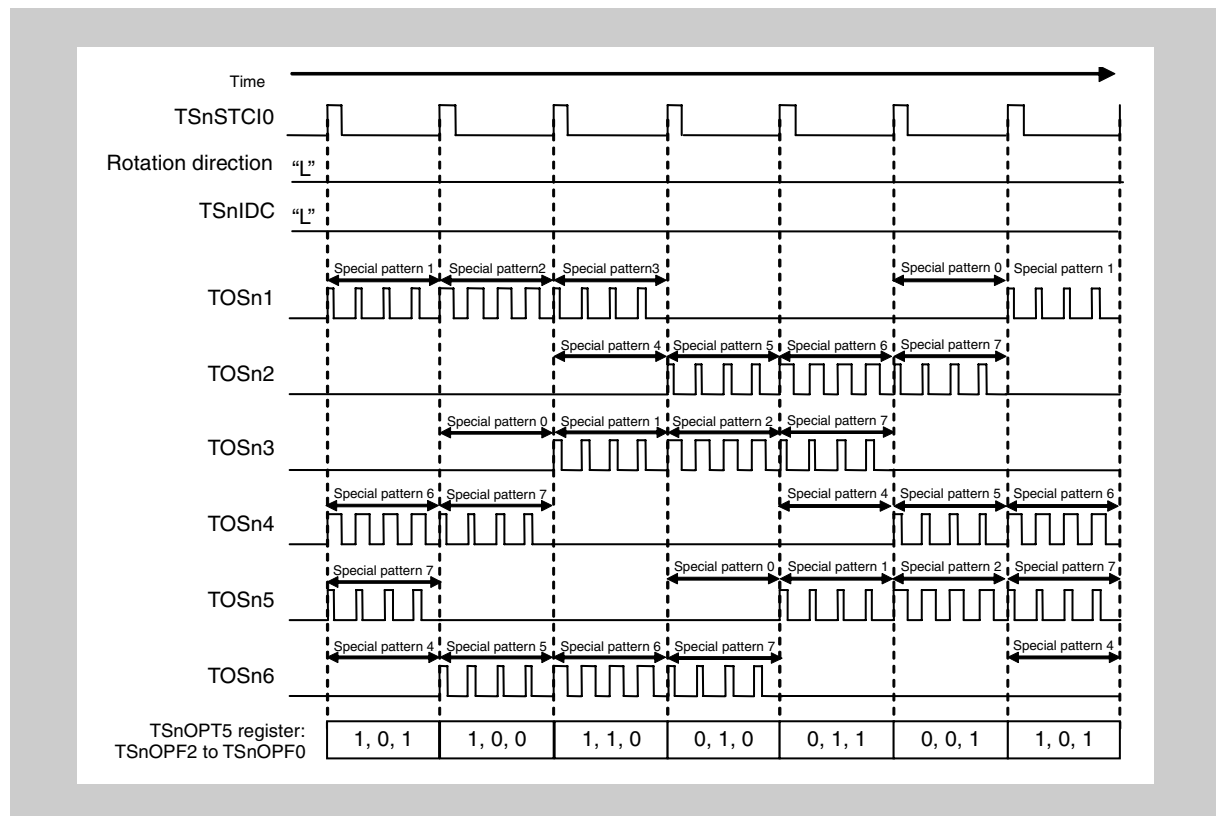 Time
TSnSTCI0
Rotation direction “L”
TSnIDC “L”
Special pattern 1 Special pattern2 Special pattern3 Special pattern 0 Special pattern 1
TOSn1
Special pattern 4 Special pattern 5 Special pattern 6 Special pattern 7
TOSn2
Special pattern 0 Special pattern 1 Special pattern 2 Special pattern 7
TOSn3
Special pattern 6 Special pattern 7 Special pattern 4 Special pattern 5 Special pattern 6
TOSn4
Special pattern 7 Special pattern 0 Special pattern 1 Special pattern 2 Special pattern 7
TOSn5
Special pattern 4 Special pattern 5 Special pattern 6 Special pattern 7 Special pattern 4
TOSn6
TSnOPT5 register:
TSnOPF2 to TSnOPF0
1, 0, 1 1, 0, 0 1, 1, 0 0, 1, 0 0, 1, 1 0, 0, 1 1, 0, 1